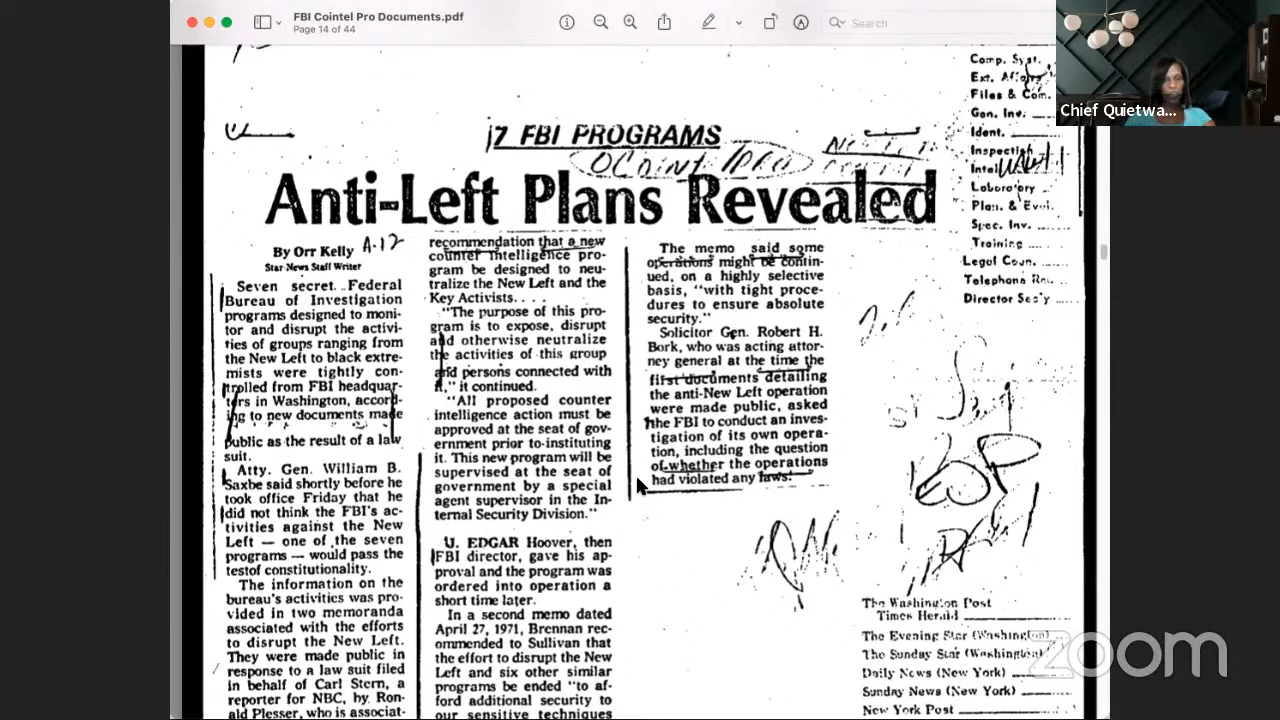 FBI Cointel Pro Documents.pdf
Page 14 of 44
Search
Chief Quietwa...
7 FBI PROGRAMS
Anti-Left Plans Revealed
By Orr Kelly
A-12
Star-News Staff Writer
Seven secret Federal
Bureau of Investigation
programs designed to moni-
tor and disrupt the activi-
ties of groups ranging from
the New Left to black extre-
mists were tightly con-
trolled from FBI headquar-
ters in Washington, accord-
ing to new documents made
public as the result of a law
suit.
Atty. Gen. William B.
Saxbe said shortly before he
took office Friday that he
did not think the FBI's ac-
tivities against the New
Left — one of the seven
programs — would pass the
testof constitutionality.
The information on the
bureau's activities was pro-
vided in two memoranda
associated with the efforts
to disrupt the New Left.
They were made public in
response to a law suit filed
in behalf of Carl Stern, a
reporter for NBC, by Ron-
ald Plesser, who is associat-
recommendation that a new
counter intelligence pro-
gram be designed to neu-
tralize the New Left and the
Key Activists. . . .
"The purpose of this pro-
gram is to expose, disrupt
and otherwise neutralize
the activities of this group
and persons connected with
it," it continued.
"All proposed counter
intelligence action must be
approved at the seat of gov-
ernment prior to instituting
it. This new program will be
supervised at the seat of
government by a special
agent supervisor in the In-
ternal Security Division."
J. EDGAR Hoover, then
FBI director, gave his ap-
proval and the program was
ordered into operation a
short time later.
In a second memo dated
April 27, 1971, Brennan rec-
ommended to Sullivan that
the effort to disrupt the New
Left and six other similar
programs be ended "to af-
ford additional security to
our sensitive techniques
The memo said some
operations might be contin-
ued, on a highly selective
basis, "with tight proce-
dures to ensure absolute
security."
Solicitor Gen. Robert H.
Bork, who was acting attor-
ney general at the time the
first documents detailing
the anti-New Left operation
were made public, asked
the FBI to conduct an inves-
tigation of its own opera-
tion, including the question
of whether the operations
had violated any laws.
Comp. Syst.
Ext. Affairs
Files & Com.
Gen. Inv.
Ident.
Inspection
Intell.
Laboratory
Plan. & Eval.
Spec. Inv.
Training
Legal Coun.
Telephone Rm.
Director Sec'y
The Washington Post
Times Herald
The Evening Star (Washington)
The Sunday Star (Washington)
Daily News (New York)
Sunday News (New York)
New York Post
zoom